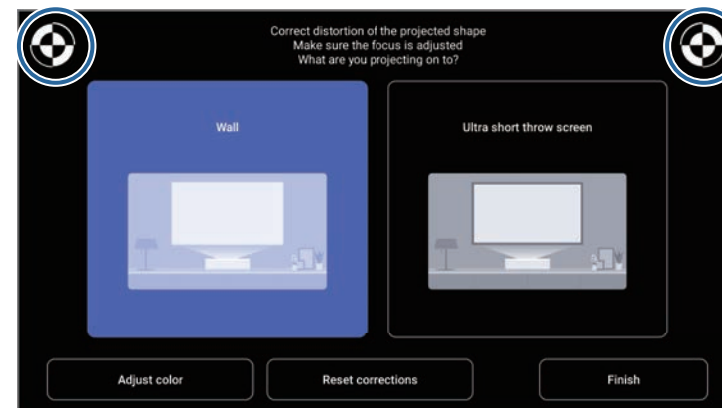 Correct distortion of the projected shape
Make sure the focus is adjusted
What are you projecting on to?
Wall
Ultra short throw screen
Adjust color
Reset corrections
Finish